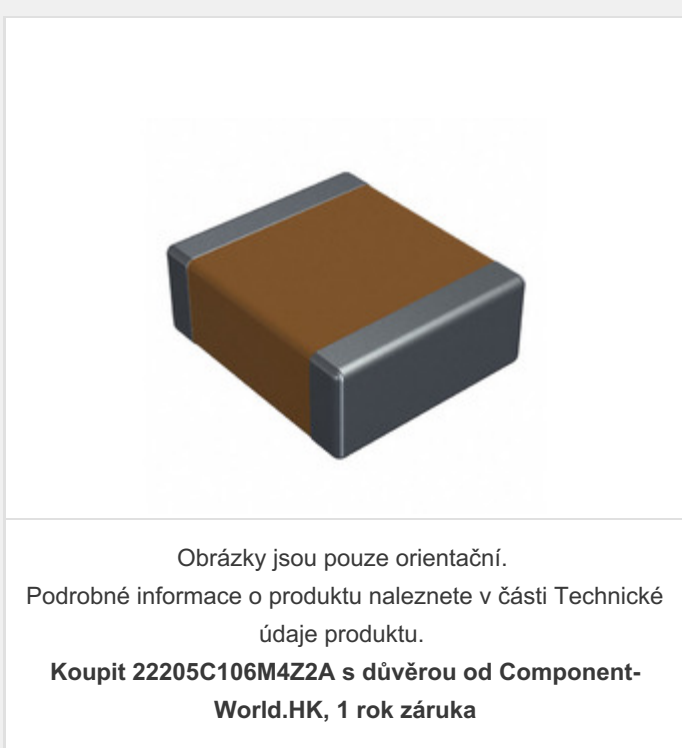 Obrázky jsou pouze orientační.
Podrobné informace o produktu naleznete v části Technické
údaje produktu.
Koupit 22205C106M4Z2A s důvěrou od Component-
World.HK, 1 rok záruka